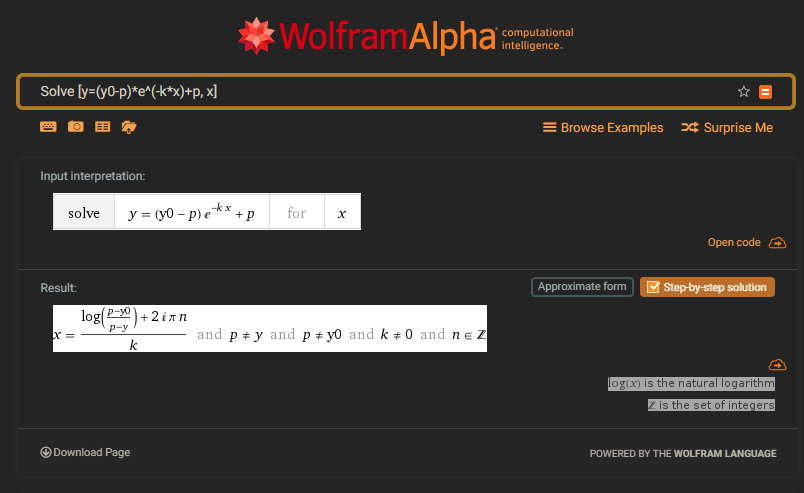 WolframAlpha computational intelligence.
Solve [y=(y0-p)*e^(-k*x)+p, x]
Browse Examples Surprise Me
Input interpretation:
solve y = (y0 − p) e^(−k x) + p for x
Open code
Result:
Approximate form Step-by-step solution
x = (log((p−y0)/(p−y)) + 2 i π n)/k and p ≠ y and p ≠ y0 and k ≠ 0 and n ∈ ℤ
log(x) is the natural logarithm
ℤ is the set of integers
Download Page POWERED BY THE WOLFRAM LANGUAGE